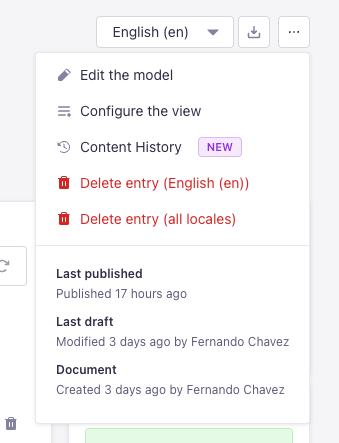 English (en)
Edit the model
Configure the view
Content History NEW
Delete entry (English (en))
Delete entry (all locales)
Last published
Published 17 hours ago
Last draft
Modified 3 days ago by Fernando Chavez
Document
Created 3 days ago by Fernando Chavez